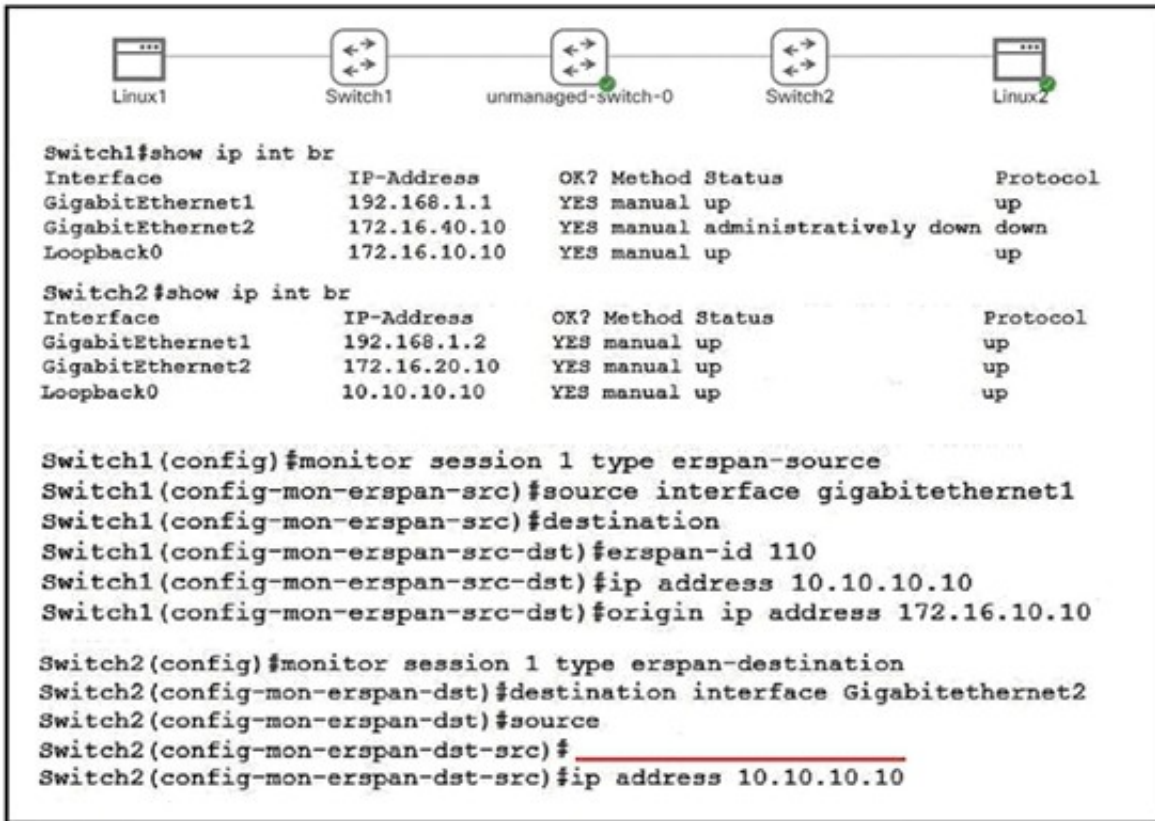 Linux1 Switch1 unmanaged-switch-0 Switch2 Linux2
Switch1#show ip int br
Interface IP-Address OK? Method Status Protocol
GigabitEthernet1 192.168.1.1 YES manual up up
GigabitEthernet2 172.16.40.10 YES manual administratively down down
Loopback0 172.16.10.10 YES manual up up
Switch2#show ip int br
Interface IP-Address OK? Method Status Protocol
GigabitEthernet1 192.168.1.2 YES manual up up
GigabitEthernet2 172.16.20.10 YES manual up up
Loopback0 10.10.10.10 YES manual up up
Switch1(config)#monitor session 1 type erspan-source
Switch1(config-mon-erspan-src)#source interface gigabitethernet1
Switch1(config-mon-erspan-src)#destination
Switch1(config-mon-erspan-src-dst)#erspan-id 110
Switch1(config-mon-erspan-src-dst)#ip address 10.10.10.10
Switch1(config-mon-erspan-src-dst)#origin ip address 172.16.10.10
Switch2(config)#monitor session 1 type erspan-destination
Switch2(config-mon-erspan-dst)#destination interface Gigabitethernet2
Switch2(config-mon-erspan-dst)#source
Switch2(config-mon-erspan-dst-src)#
Switch2(config-mon-erspan-dst-src)#ip address 10.10.10.10